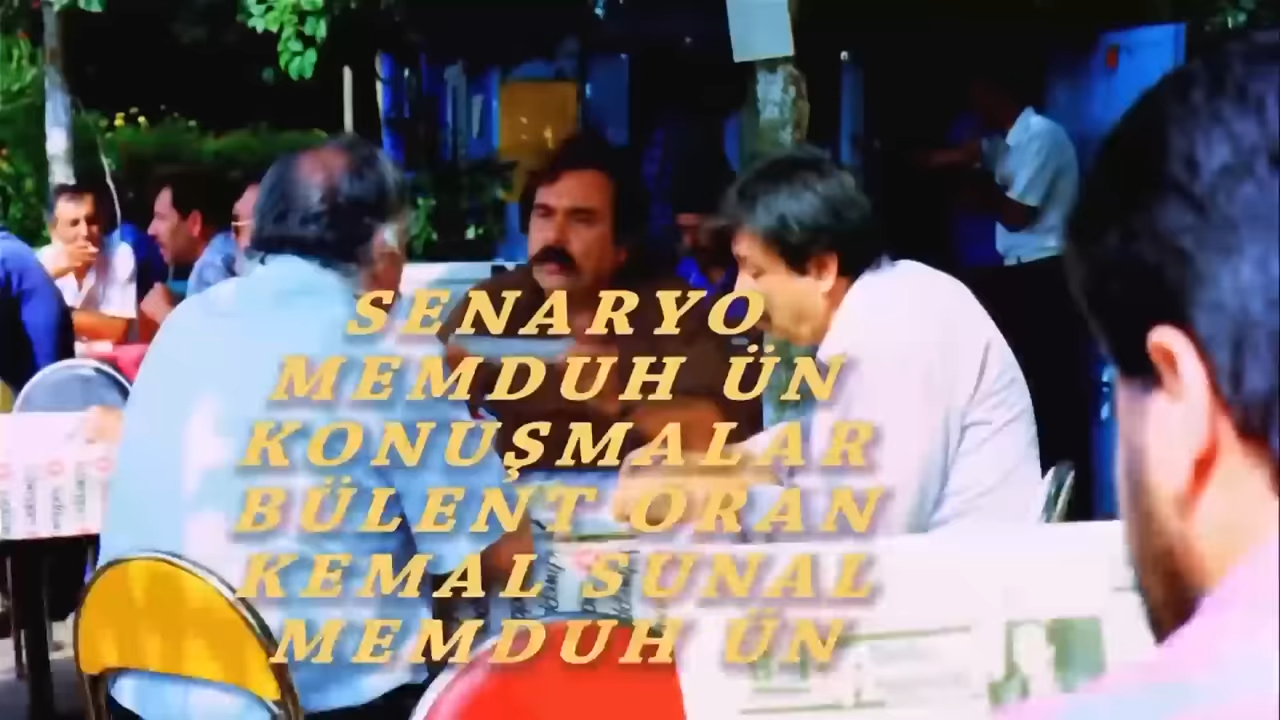 SENARYO
MEMDUH ÜN
KONUŞMALAR
BÜLENT ORAN
KEMAL SUNAL
MEMDUH ÜN